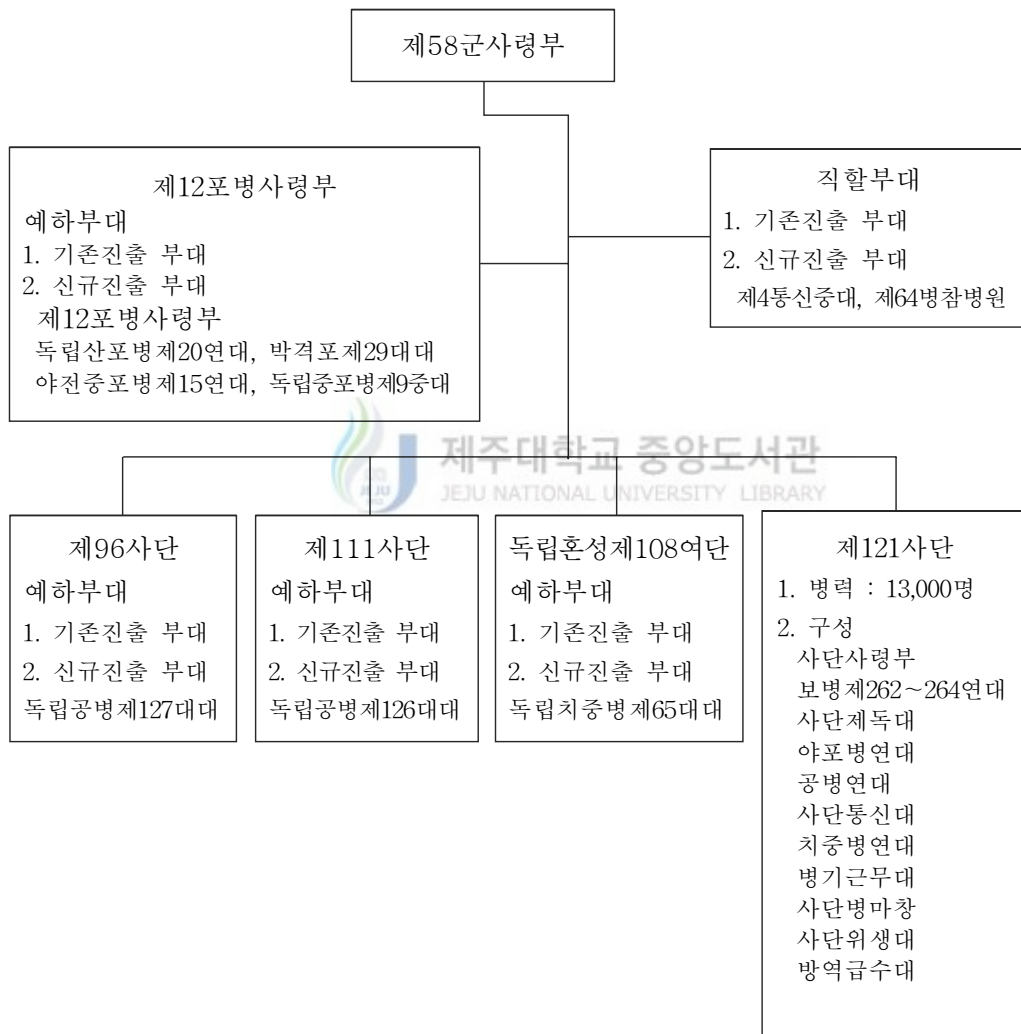 제58군사령부
제12포병사령부
예하부대
1. 기존진출 부대
2. 신규진출 부대
제12포병사령부
독립산포병제20연대, 박격포제29대대
야전중포병제15연대, 독립중포병제9중대
직할부대
1. 기존진출 부대
2. 신규진출 부대
제4통신중대, 제64병참병원
제주대학교 중앙도서관
JEJU NATIONAL UNIVERSITY LIBRARY
제96사단
예하부대
1. 기존진출 부대
2. 신규진출 부대
독립공병제127대대
제111사단
예하부대
1. 기존진출 부대
2. 신규진출 부대
독립공병제126대대
독립혼성제108여단
예하부대
1. 기존진출 부대
2. 신규진출 부대
독립치중병제65대대
제121사단
1. 병력 : 13,000명
2. 구성
사단사령부
보병제262~264연대
사단제독대
야포병연대
공병연대
사단통신대
치중병연대
병기근무대
사단병마창
사단위생대
방역급수대